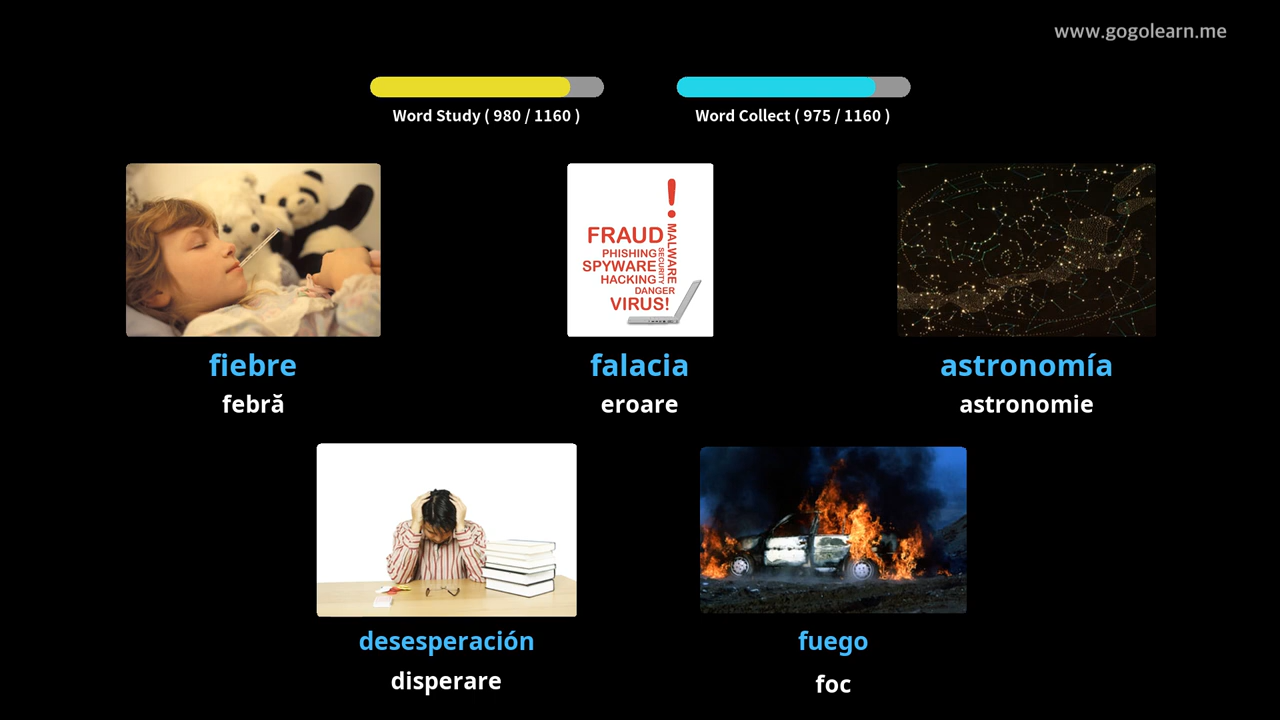 www.gogolearn.me
Word Study ( 980 / 1160 )
Word Collect ( 975 / 1160 )
!
FRAUD
PHISHING
SPYWARE
HACKING
DANGER
VIRUS!
SECURITY
MALWARE
fiebre
febră
falacia
eroare
astronomía
astronomie
desesperación
disperare
fuego
foc